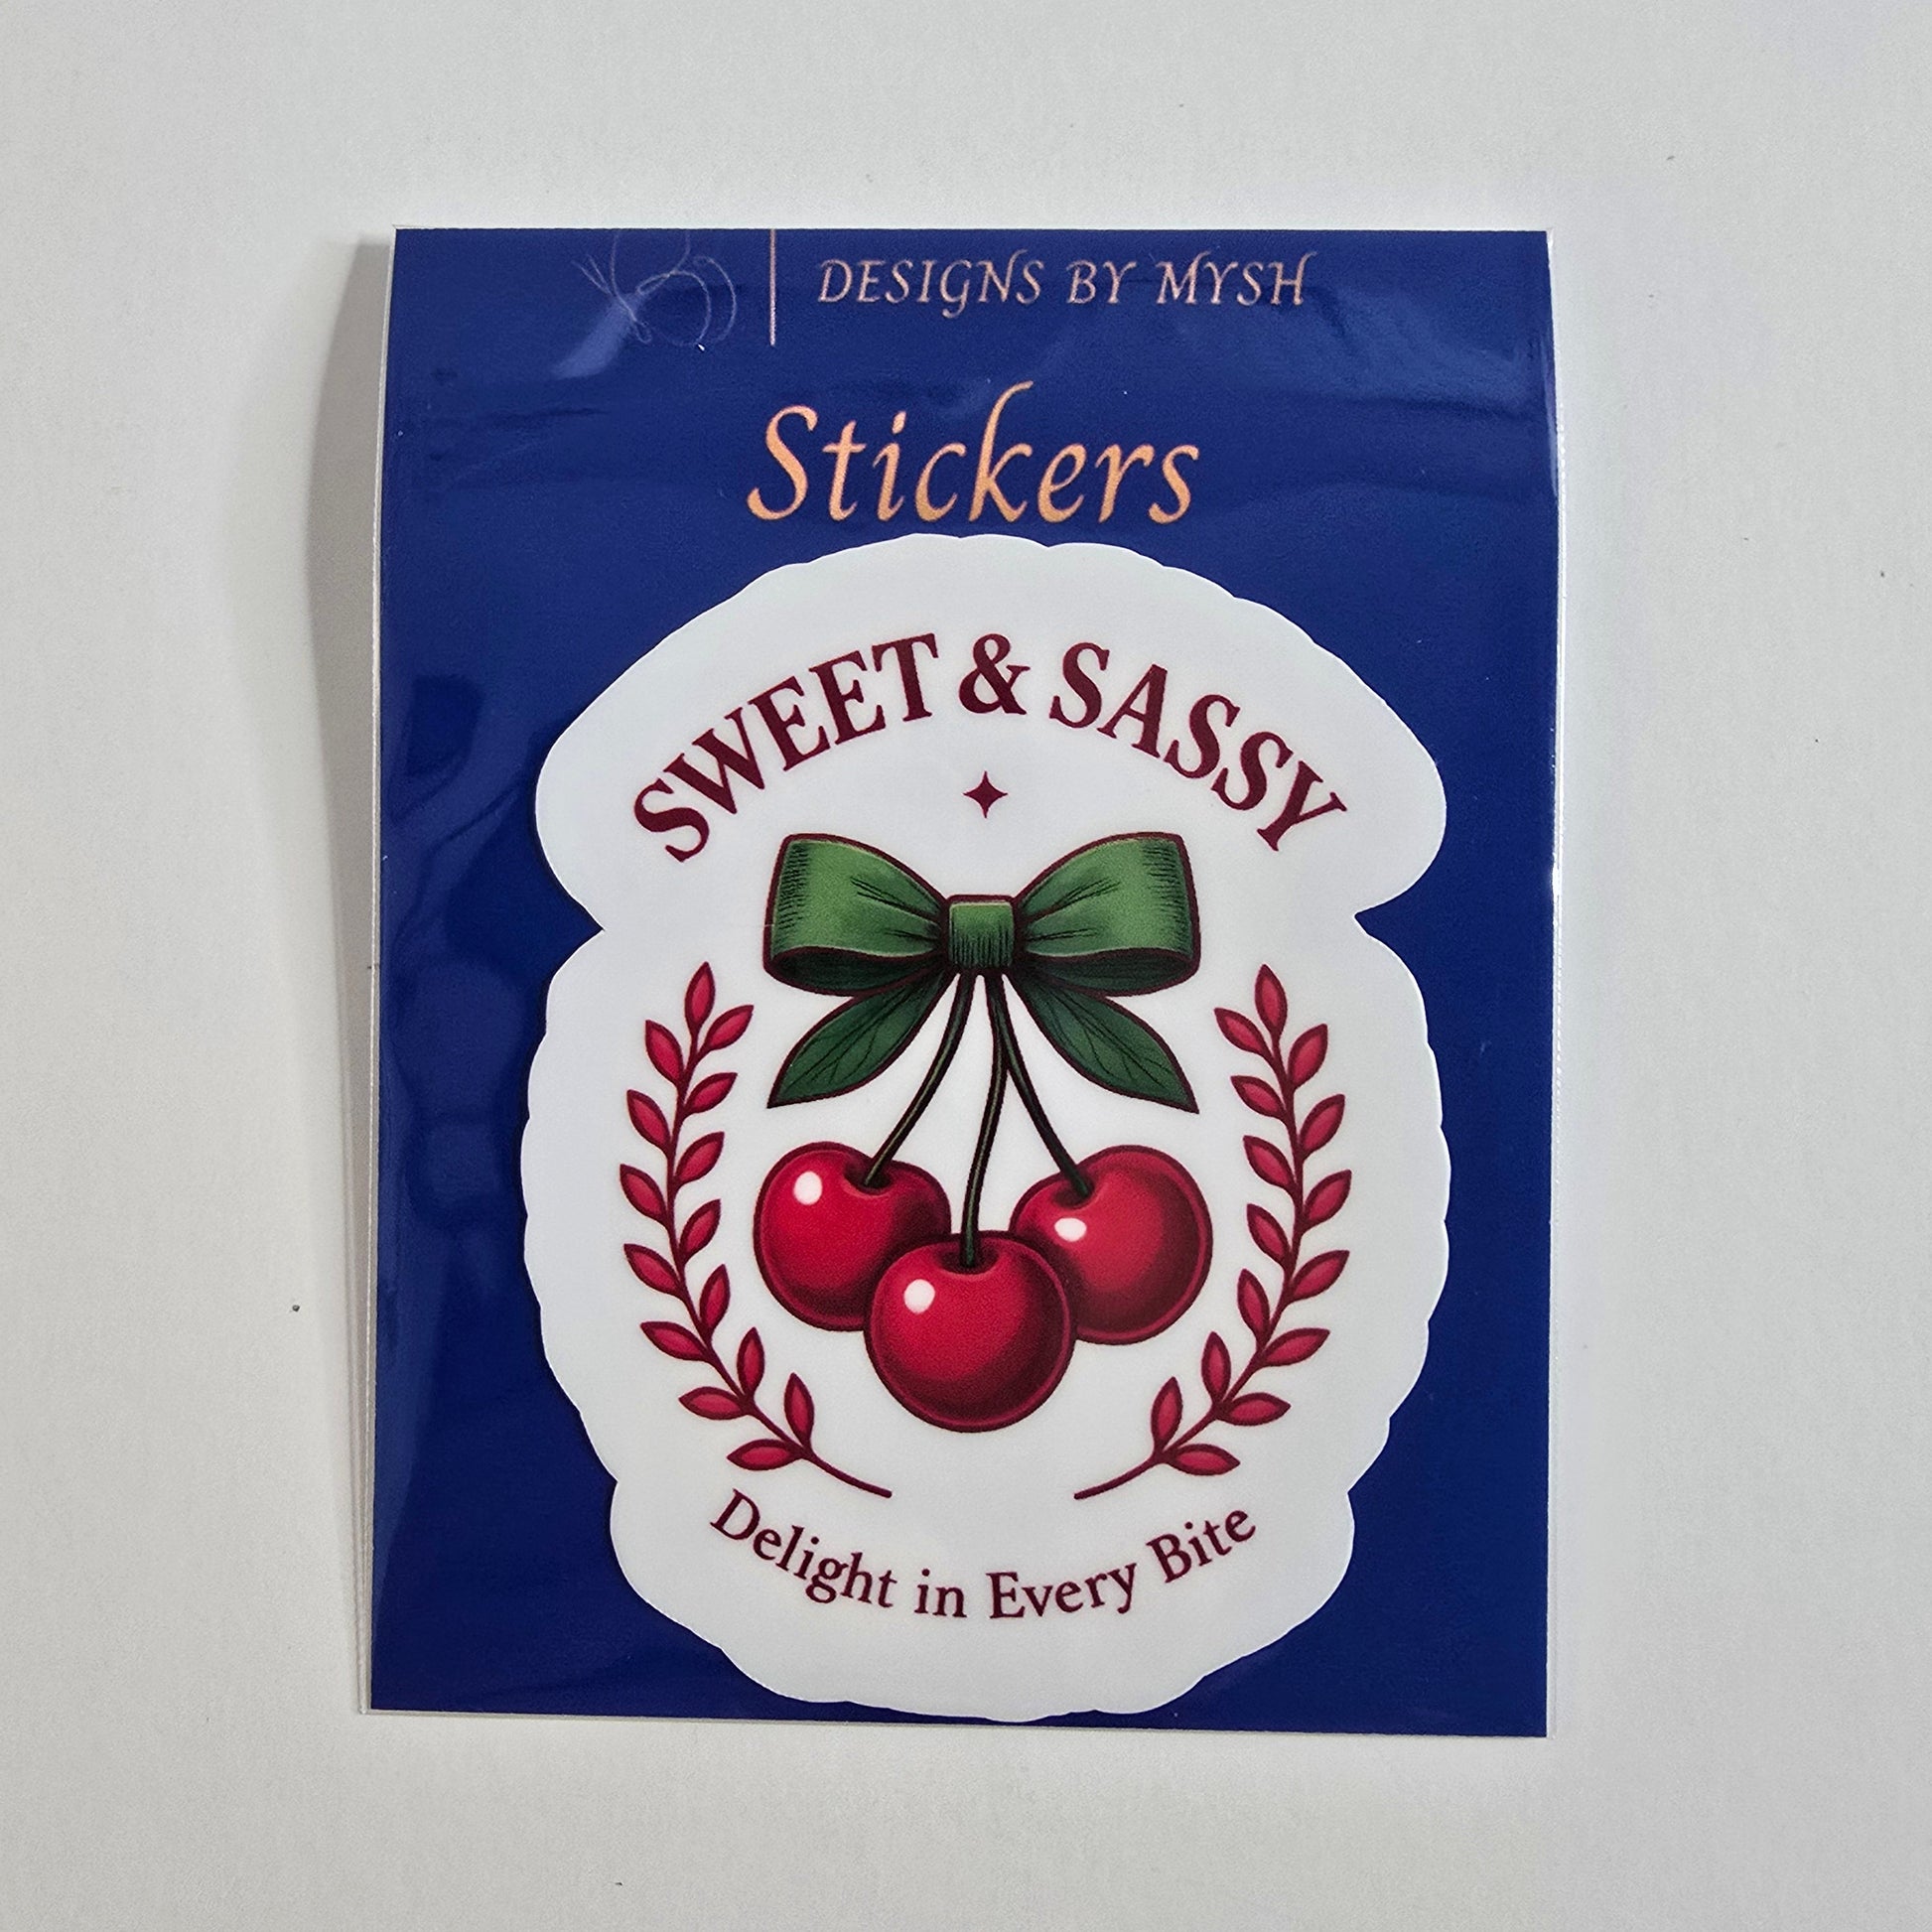 DESIGNS BY MYSH
Stickers
SWEET & SASSY
Delight in Every Bite